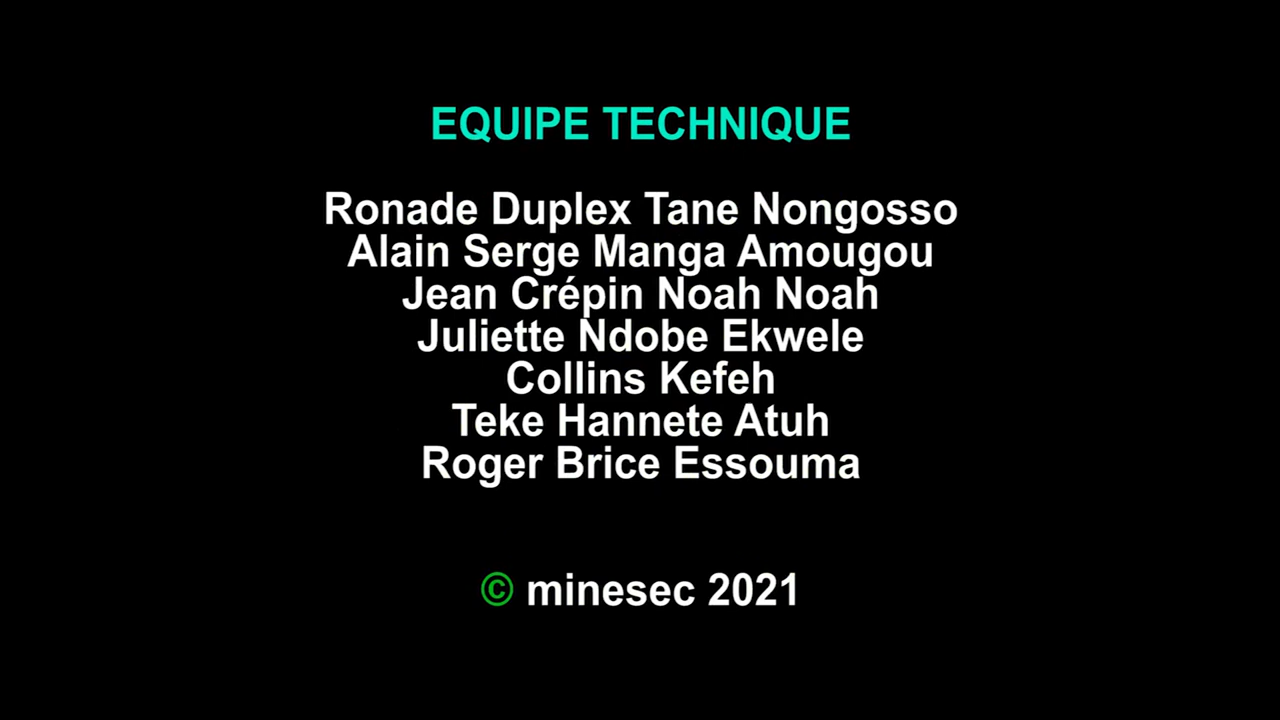 EQUIPE TECHNIQUE
Ronade Duplex Tane Nongosso
Alain Serge Manga Amougou
Jean Crépin Noah Noah
Juliette Ndobe Ekwele
Collins Kefeh
Teke Hannete Atuh
Roger Brice Essouma
© minesec 2021